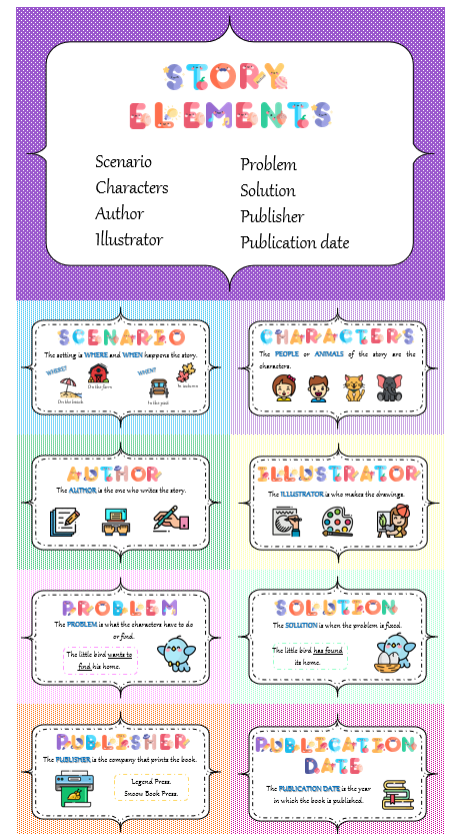 STORY
ELEMENTS
Scenario
Characters
Author
Illustrator
Problem
Solution
Publisher
Publication date
SCENARIO
The setting is WHERE and WHEN happens the story.
WHERE?
On the farm
On the beach
WHEN?
In autumn
In the past
CHARACTERS
The PEOPLE or ANIMALS of the story are the
characters.
AUTHOR
The AUTHOR is the one who writes the story.
ILLUSTRATOR
The ILLUSTRATOR is who makes the drawings.
PROBLEM
The PROBLEM is what the characters have to do
or find.
The little bird wants to
find his home.
SOLUTION
The SOLUTION is when the problem is fixed.
The little bird has found
its home.
PUBLISHER
The PUBLISHER is the company that prints the book.
Legend Press.
Snoow Book Press.
PUBLICATION
DATE
The PUBLICATION DATE is the year
in which the book is published.